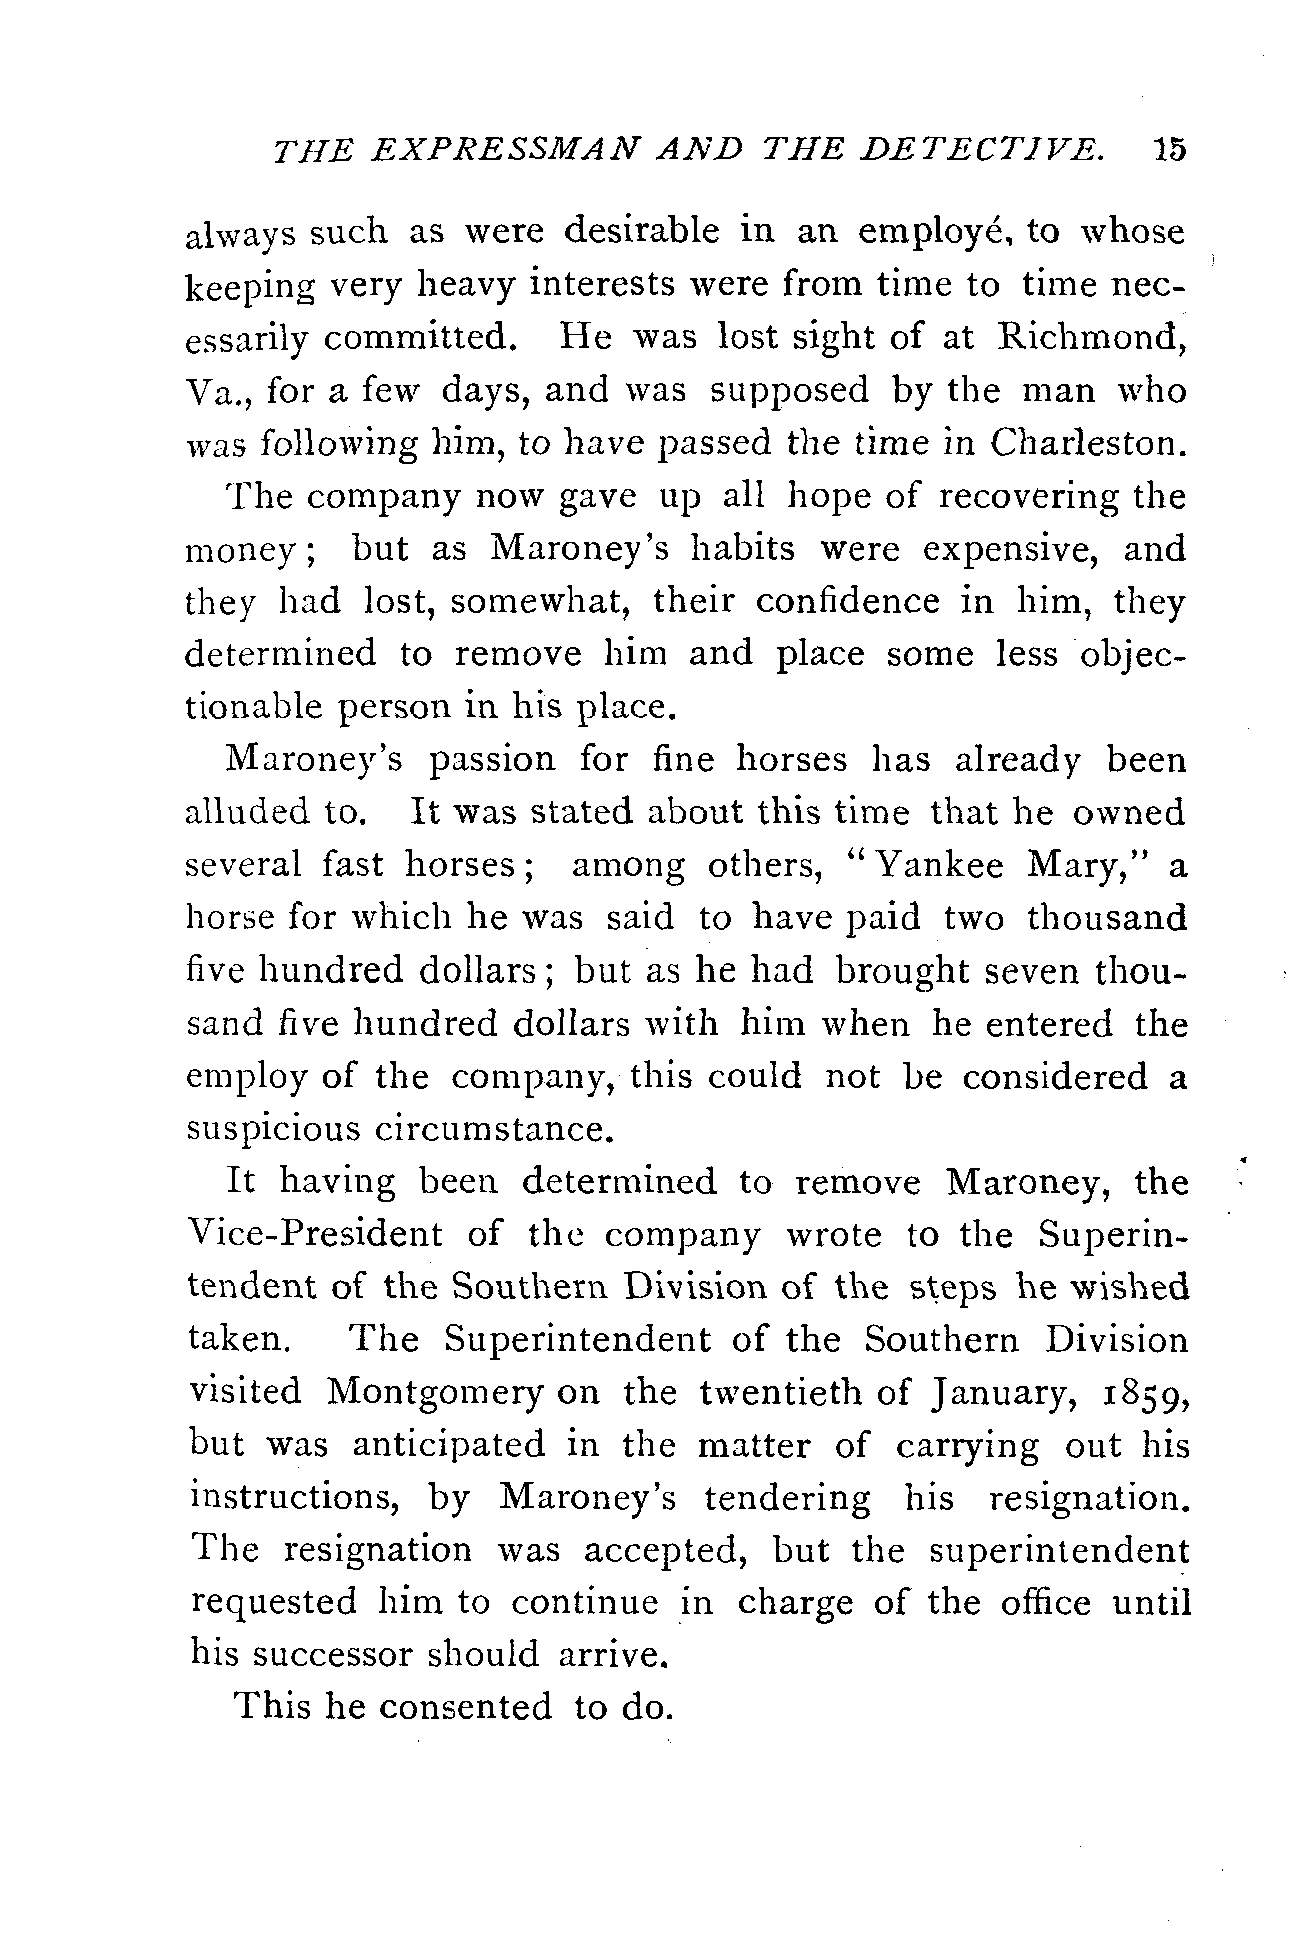 THE EXPRESSMAN AND THE DETECTIVE. 15
always such as were desirable in an employé, to whose
keeping very heavy interests were from time to time nec-
essarily committed. He was lost sight of at Richmond,
Va., for a few days, and was supposed by the man who
was following him, to have passed the time in Charleston.
The company now gave up all hope of recovering the
money; but as Maroney's habits were expensive, and
they had lost, somewhat, their confidence in him, they
determined to remove him and place some less objec-
tionable person in his place.
Maroney's passion for fine horses has already been
alluded to. It was stated about this time that he owned
several fast horses; among others, "Yankee Mary," a
horse for which he was said to have paid two thousand
five hundred dollars; but as he had brought seven thou-
sand five hundred dollars with him when he entered the
employ of the company, this could not be considered a
suspicious circumstance.
It having been determined to remove Maroney, the
Vice-President of the company wrote to the Superin-
tendent of the Southern Division of the steps he wished
taken. The Superintendent of the Southern Division
visited Montgomery on the twentieth of January, 1859,
but was anticipated in the matter of carrying out his
instructions, by Maroney's tendering his resignation.
The resignation was accepted, but the superintendent
requested him to continue in charge of the office until
his successor should arrive.
This he consented to do.